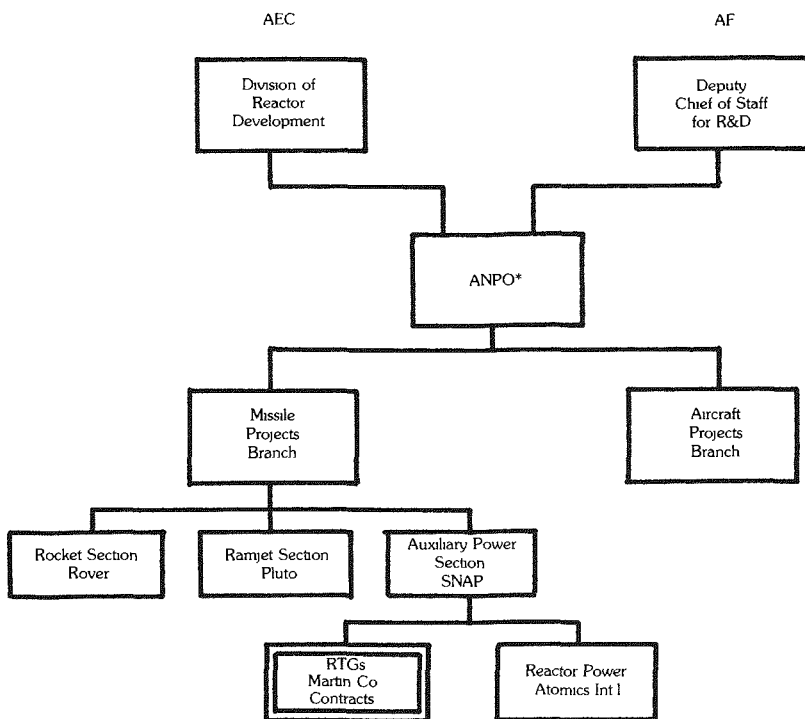 AEC
AF
Division of
Reactor
Development
Deputy
Chief of Staff
for R&D
ANPO*
Missile
Projects
Branch
Aircraft
Projects
Branch
Rocket Section
Rover
Ramjet Section
Pluto
Auxiliary Power
Section
SNAP
RTGs
Martin Co
Contracts
Reactor Power
Atomics Int l